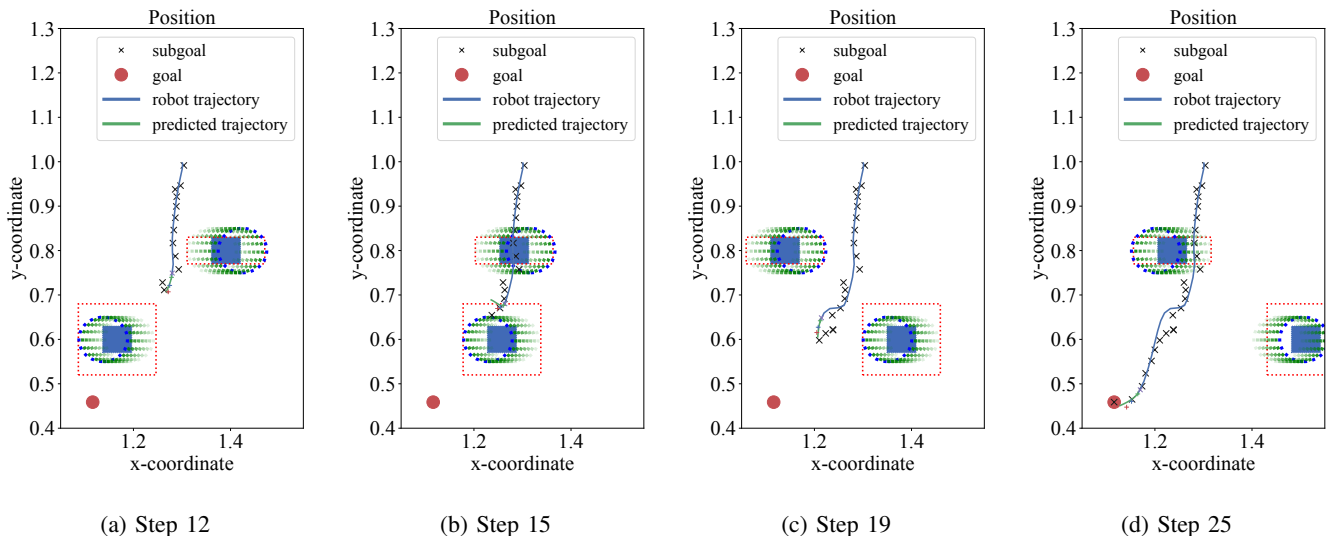 Position
1.3
1.2
1.1
1.0
0.9
0.8
0.7
0.6
0.5
0.4
y-coordinate
subgoal
goal
robot trajectory
predicted trajectory
1.2 1.4
x-coordinate
(a) Step 12
Position
1.3
1.2
1.1
1.0
0.9
0.8
0.7
0.6
0.5
0.4
y-coordinate
subgoal
goal
robot trajectory
predicted trajectory
1.2 1.4
x-coordinate
(b) Step 15
Position
1.3
1.2
1.1
1.0
0.9
0.8
0.7
0.6
0.5
0.4
y-coordinate
subgoal
goal
robot trajectory
predicted trajectory
1.2 1.4
x-coordinate
(c) Step 19
Position
1.3
1.2
1.1
1.0
0.9
0.8
0.7
0.6
0.5
0.4
y-coordinate
subgoal
goal
robot trajectory
predicted trajectory
1.2 1.4
x-coordinate
(d) Step 25